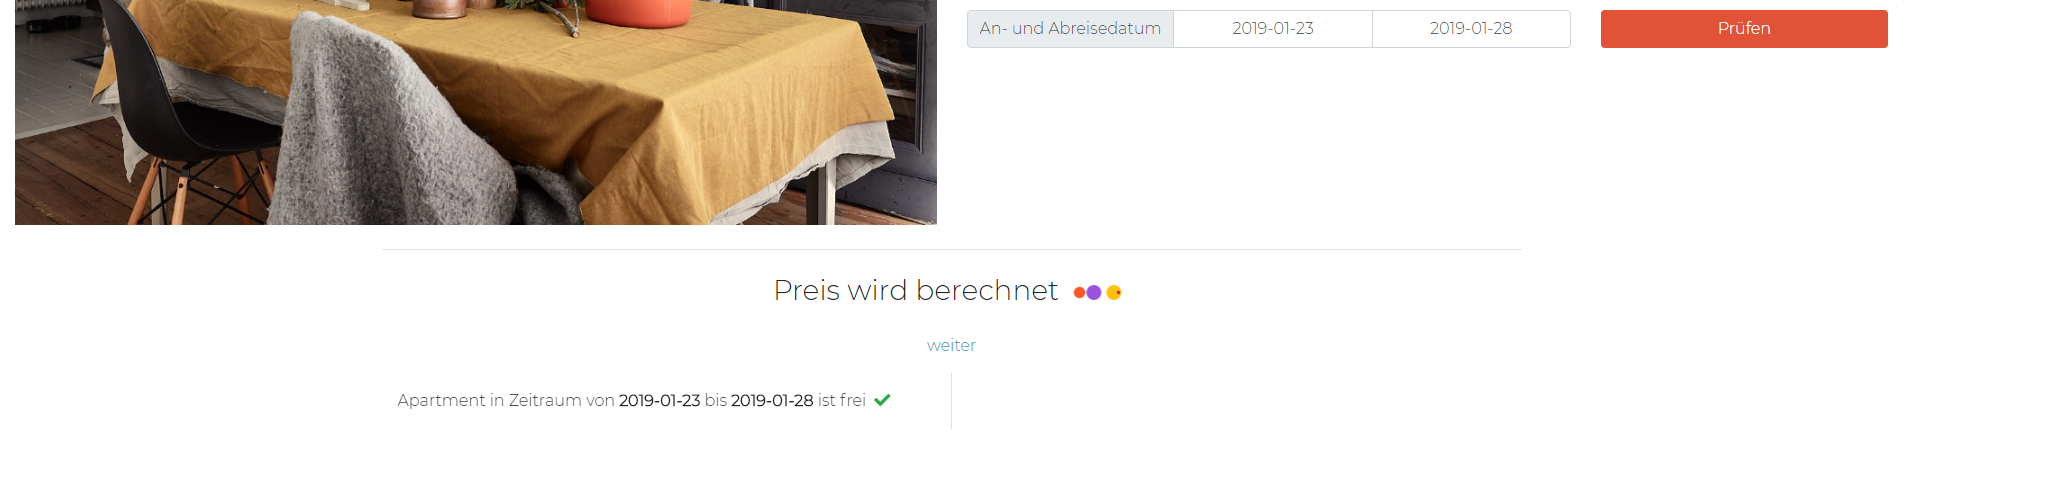 An- und Abreisedatum 2019-01-23 2019-01-28 Prüfen
Preis wird berechnet
weiter
Apartment in Zeitraum von 2019-01-23 bis 2019-01-28 ist frei